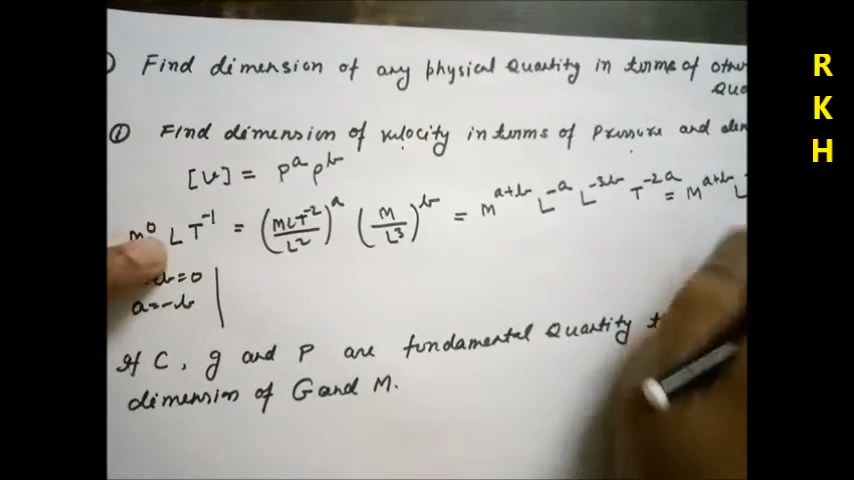 Find dimension of any physical Quantity in terms of other
Quo
① Find dimension of velocity in terms of Pressure and den
[V] = P^a ρ^b
M^0 L T^-1 = (MLT^-2 / L^2)^a (M / L^3)^b = M^a+b L^-a L^-3b T^-2a = M^a+b L
b=0
a=-b
If C, g and P are fundamental Quantity t
dimension of G and M.
R
K
H